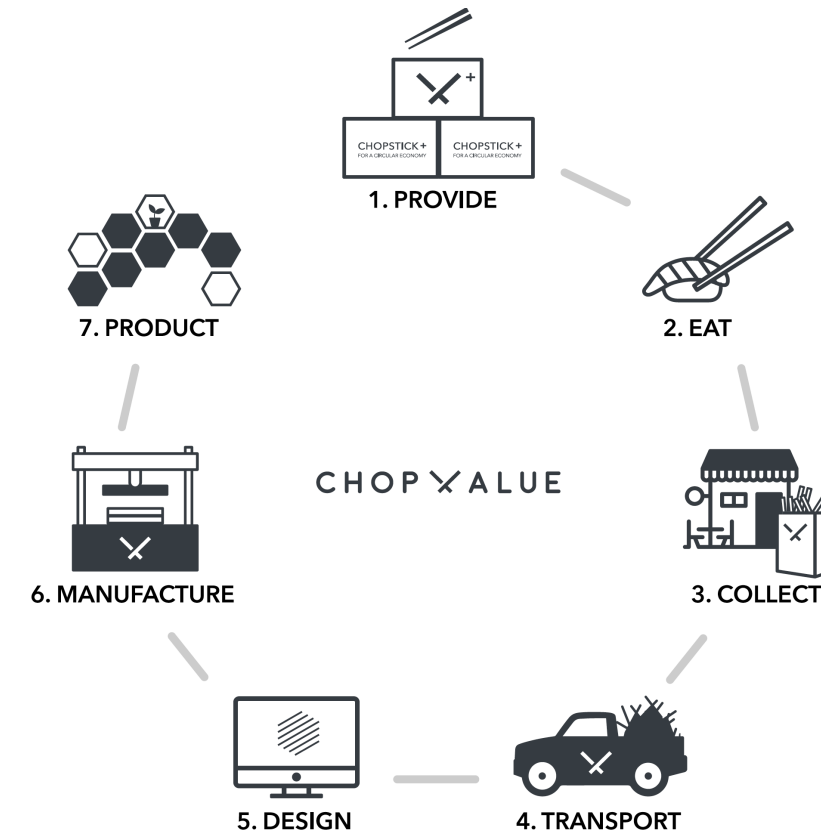 CHOPSTICK+
FOR A CIRCULAR ECONOMY
CHOPSTICK+
FOR A CIRCULAR ECONOMY
1. PROVIDE
2. EAT
3. COLLECT
4. TRANSPORT
5. DESIGN
6. MANUFACTURE
7. PRODUCT
CHOPVALUE